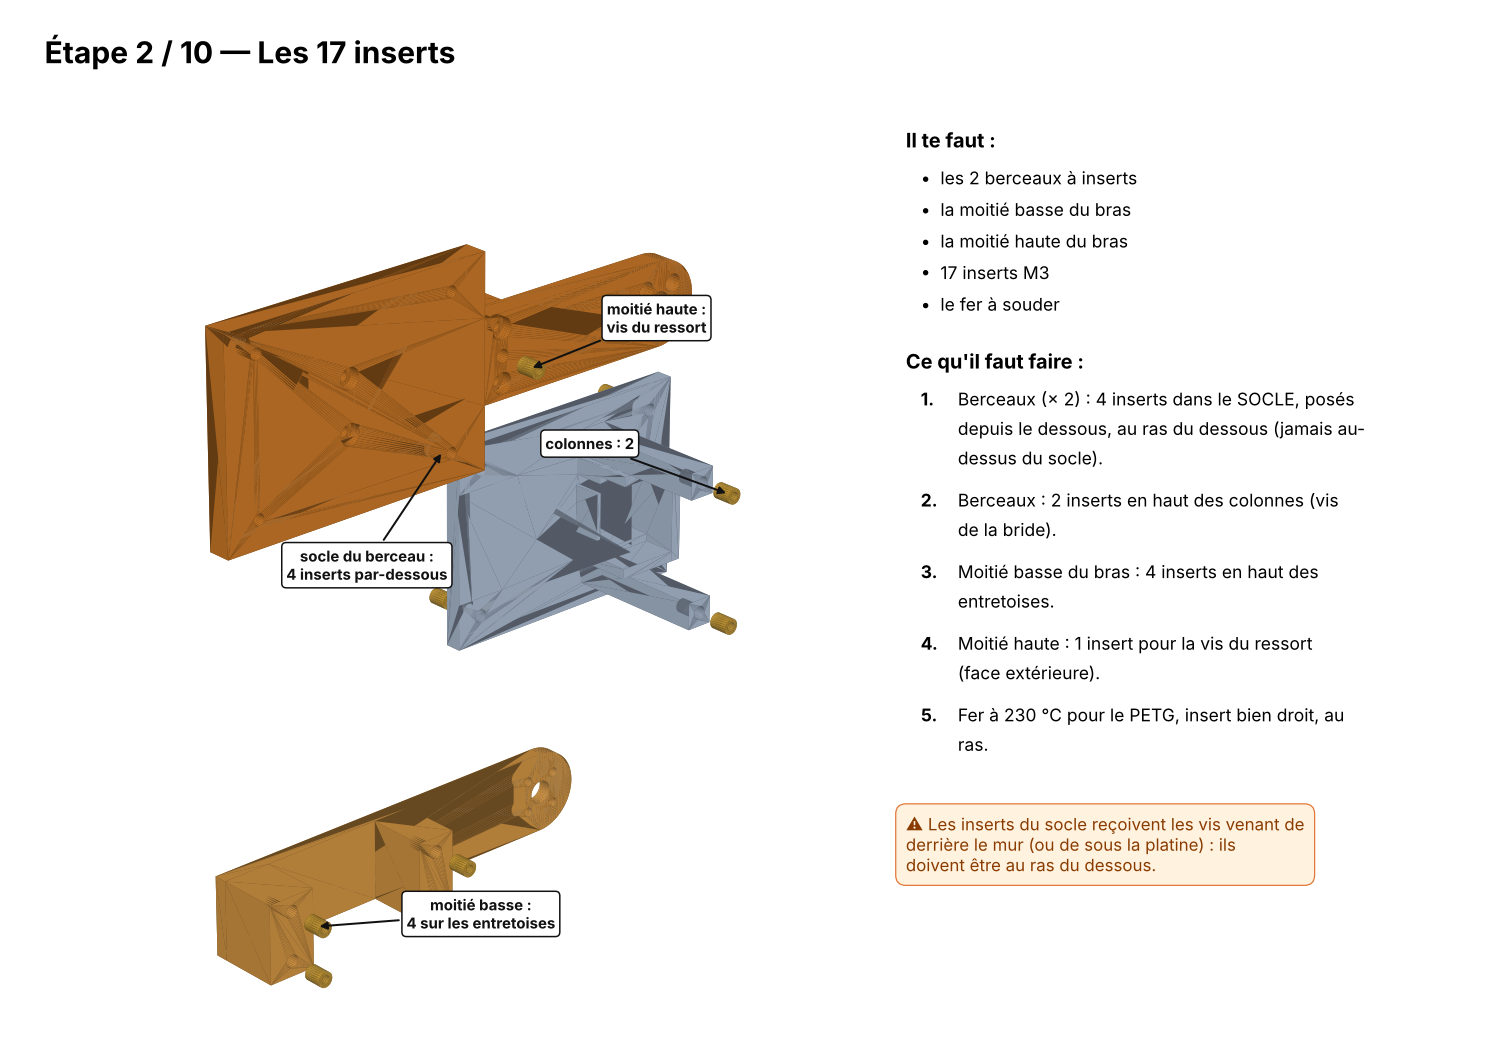 Étape 2 / 10 — Les 17 inserts
moitié haute :
vis du ressort
colonnes : 2
socle du berceau :
4 inserts par-dessous
moitié basse :
4 sur les entretoises
Il te faut :
• les 2 berceaux à inserts
• la moitié basse du bras
• la moitié haute du bras
• 17 inserts M3
• le fer à souder
Ce qu'il faut faire :
1. Berceaux (× 2) : 4 inserts dans le SOCLE, posés
depuis le dessous, au ras du dessous (jamais au-
dessus du socle).
2. Berceaux : 2 inserts en haut des colonnes (vis
de la bride).
3. Moitié basse du bras : 4 inserts en haut des
entretoises.
4. Moitié haute : 1 insert pour la vis du ressort
(face extérieure).
5. Fer à 230 °C pour le PETG, insert bien droit, au
ras.
⚠ Les inserts du socle reçoivent les vis venant de
derrière le mur (ou de sous la platine) : ils
doivent être au ras du dessous.